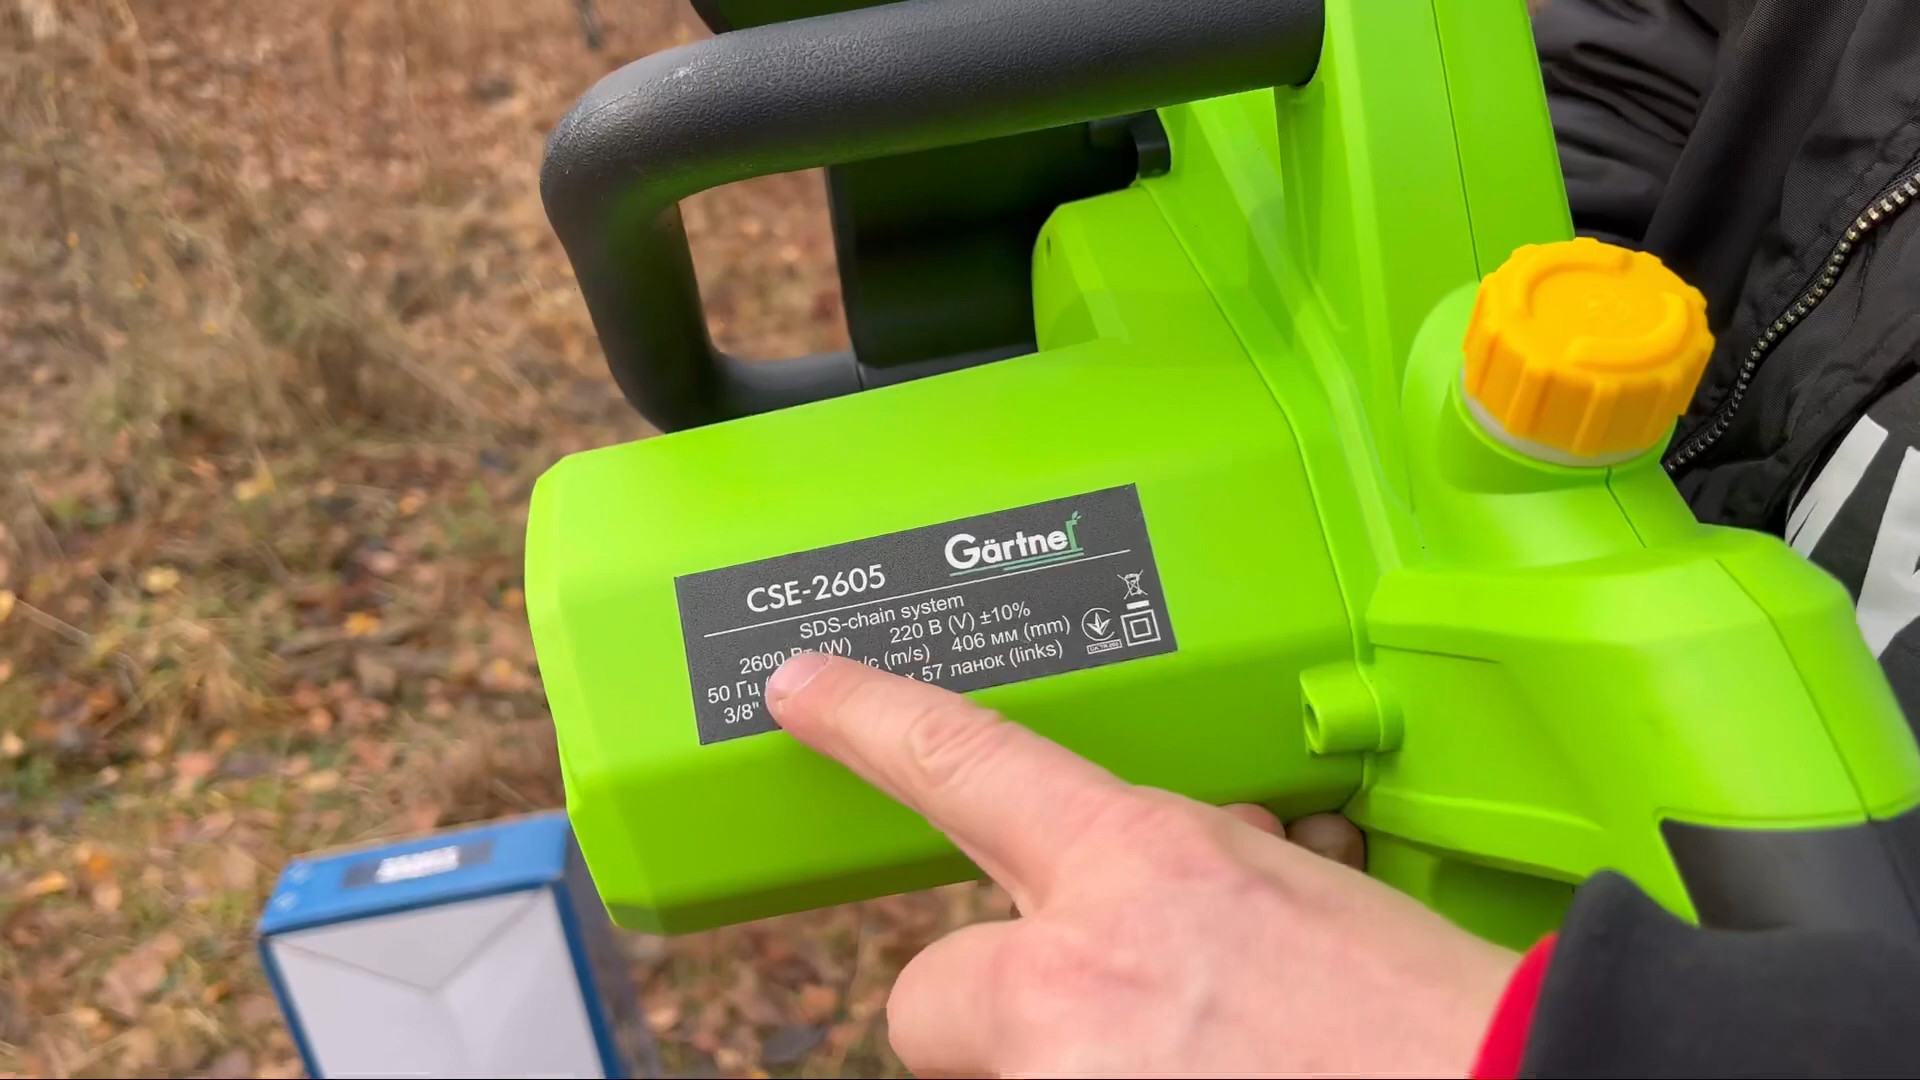 Gärtner
CSE-2605
SDS-chain system
2600 Вт (W) 220 В (V) ±10%
50 Гц (m/s) 406 мм (mm)
3/8" × 57 ланок (links)